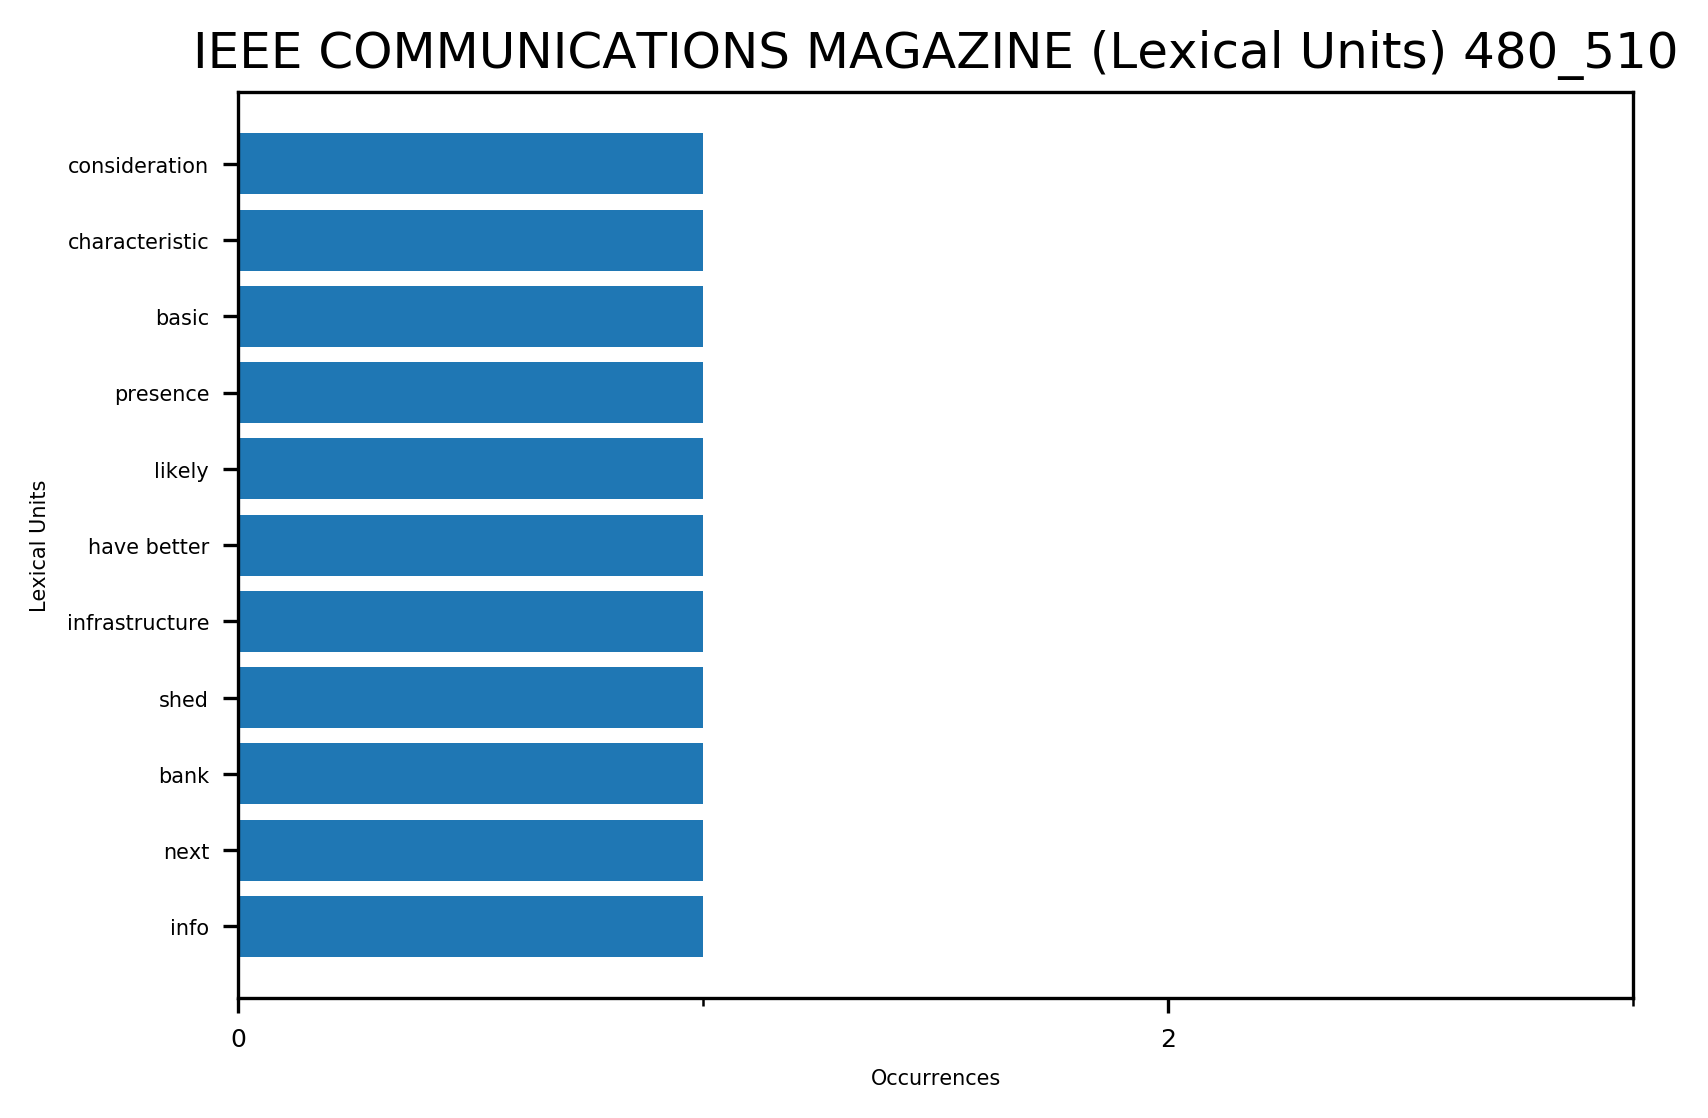 IEEE COMMUNICATIONS MAGAZINE (Lexical Units) 480_510
consideration
characteristic
basic
presence
likely
have better
infrastructure
shed
bank
next
info
Lexical Units
0
2
Occurrences